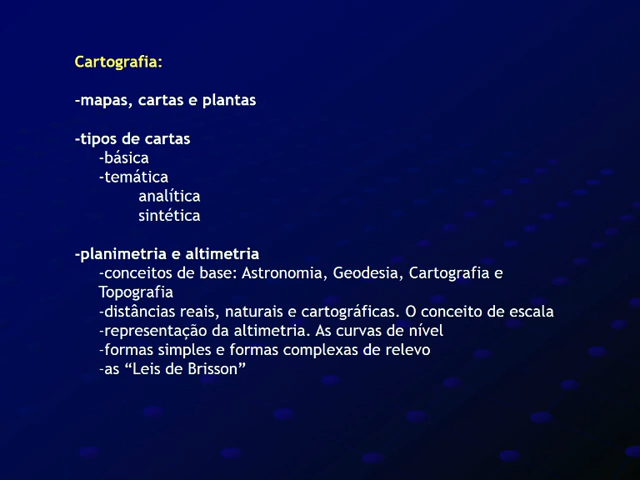 Cartografia:
-mapas, cartas e plantas
-tipos de cartas
-básica
-temática
analítica
sintética
-planimetria e altimetria
-conceitos de base: Astronomia, Geodesia, Cartografia e
Topografia
-distâncias reais, naturais e cartográficas. O conceito de escala
-representação da altimetria. As curvas de nível
-formas simples e formas complexas de relevo
-as “Leis de Brisson”